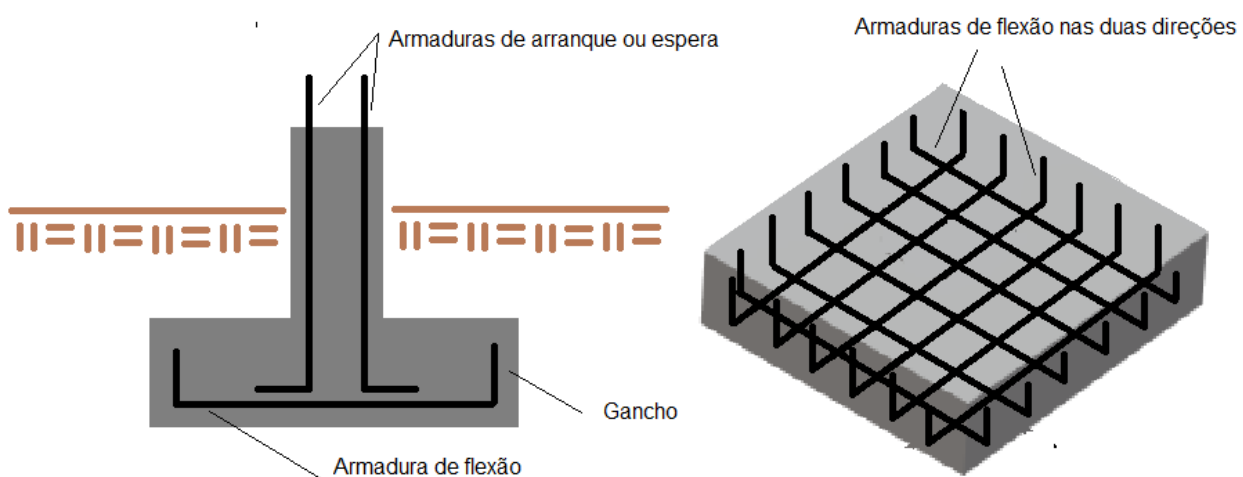 Armaduras de arranque ou espera
Armaduras de flexão nas duas direções
Gancho
Armadura de flexão